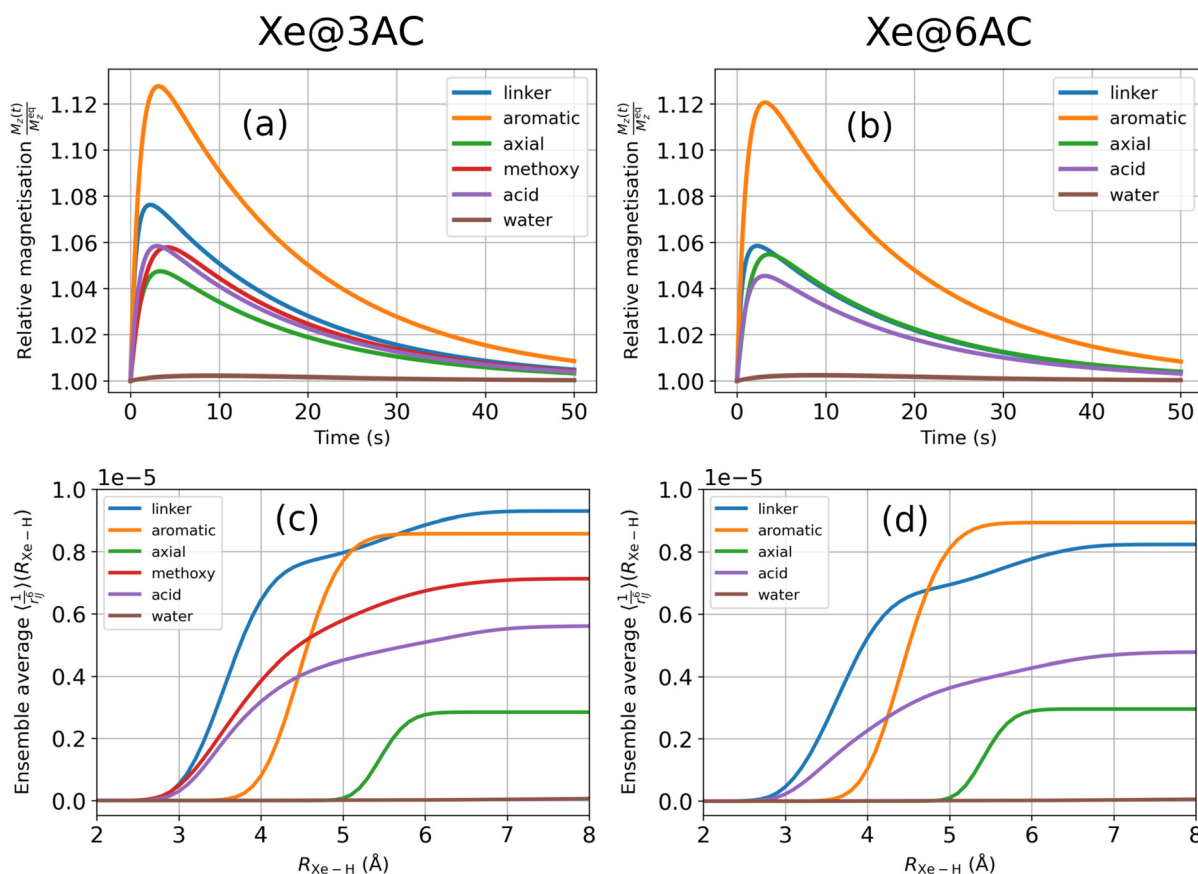 Xe@3AC
Xe@6AC
(a)
linker
aromatic
axial
methoxy
acid
water
Relative magnetisation M_z(t)/M_z^eq
1.12
1.10
1.08
1.06
1.04
1.02
1.00
0 10 20 30 40 50
Time (s)
(b)
linker
aromatic
axial
acid
water
Relative magnetisation M_z(t)/M_z^eq
1.12
1.10
1.08
1.06
1.04
1.02
1.00
0 10 20 30 40 50
Time (s)
1e−5
(c)
linker
aromatic
axial
methoxy
acid
water
Ensemble average ⟨1/r_ij^6⟩(R_Xe−H)
1.0
0.8
0.6
0.4
0.2
0.0
2 3 4 5 6 7 8
R_Xe−H (Å)
1e−5
(d)
linker
aromatic
axial
acid
water
Ensemble average ⟨1/r_ij^6⟩(R_Xe−H)
1.0
0.8
0.6
0.4
0.2
0.0
2 3 4 5 6 7 8
R_Xe−H (Å)